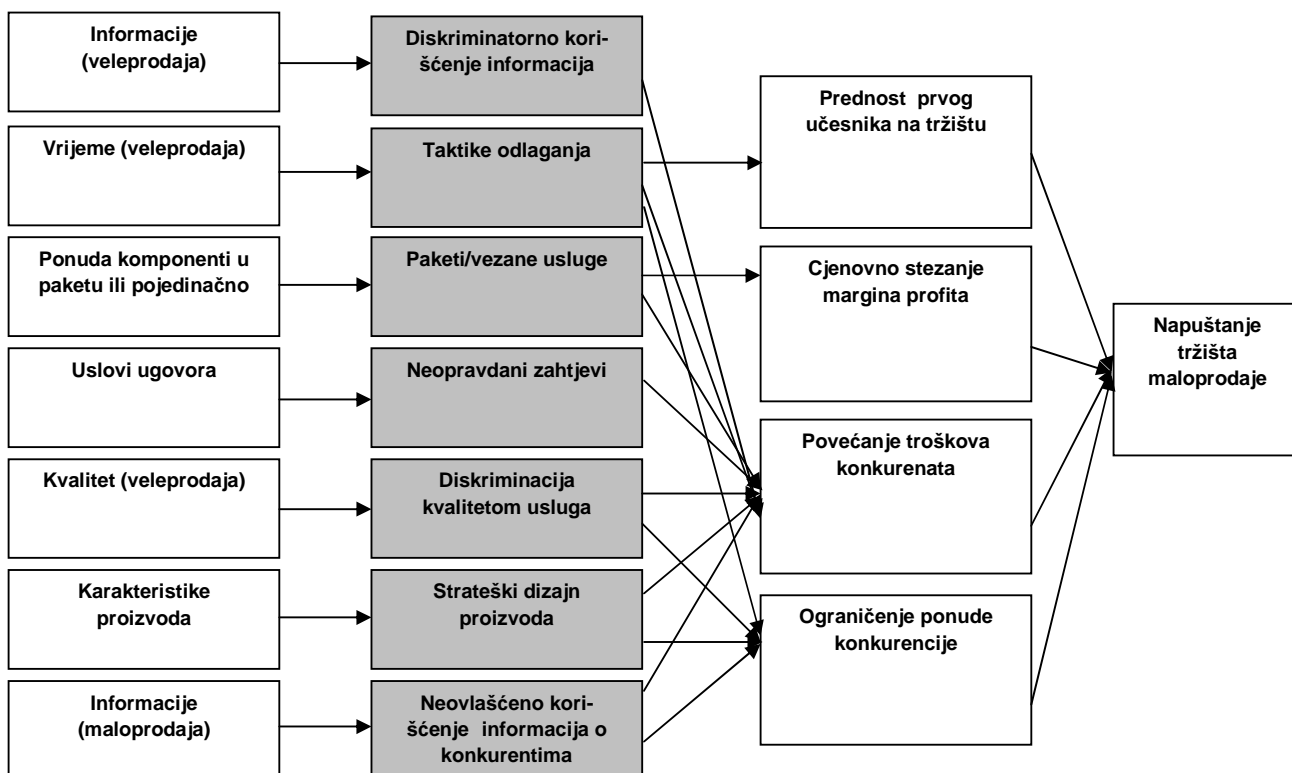 Informacije
(veleprodaja)
Vrijeme (veleprodaja)
Ponuda komponenti u
paketu ili pojedinačno
Uslovi ugovora
Kvalitet (veleprodaja)
Karakteristike
proizvoda
Informacije
(maloprodaja)
Diskriminatorno kori-
šćenje informacija
Taktike odlaganja
Paketi/vezane usluge
Neopravdani zahtjevi
Diskriminacija
kvalitetom usluga
Strateški dizajn
proizvoda
Neovlašćeno kori-
šćenje informacija o
konkurentima
Prednost prvog
učesnika na tržištu
Cjenovno stezanje
margina profita
Povećanje troškova
konkurenata
Ograničenje ponude
konkurencije
Napuštanje
tržišta
maloprodaje